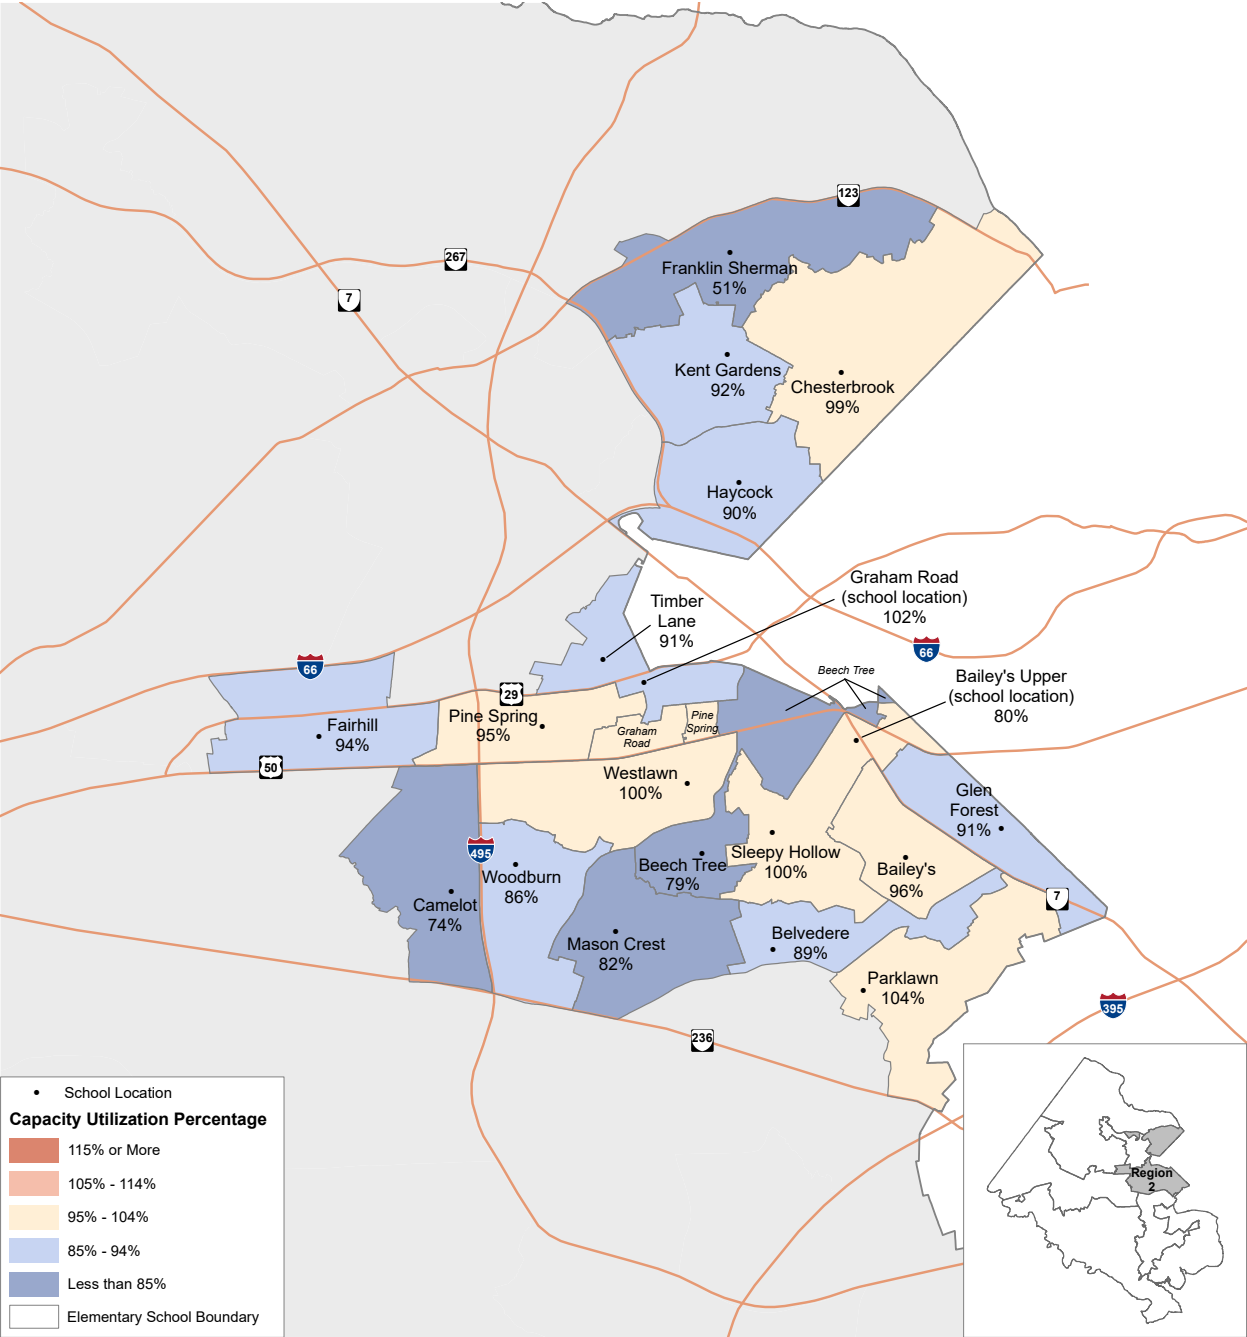 123
267
7
Franklin Sherman
51%
Kent Gardens
92%
Chesterbrook
99%
Haycock
90%
Graham Road
(school location)
102%
Timber
Lane
91%
66
66
Beech Tree
Bailey's Upper
(school location)
80%
29
Pine Spring
95%
Pine
Spring
Graham
Road
Fairhill
94%
50
Westlawn
100%
Glen
Forest
91%
495
Woodburn
86%
Beech Tree
79%
Sleepy Hollow
100%
Bailey's
96%
Camelot
74%
7
Mason Crest
82%
Belvedere
89%
Parklawn
104%
395
236
School Location
Capacity Utilization Percentage
115% or More
105% - 114%
95% - 104%
85% - 94%
Less than 85%
Elementary School Boundary
Region
2